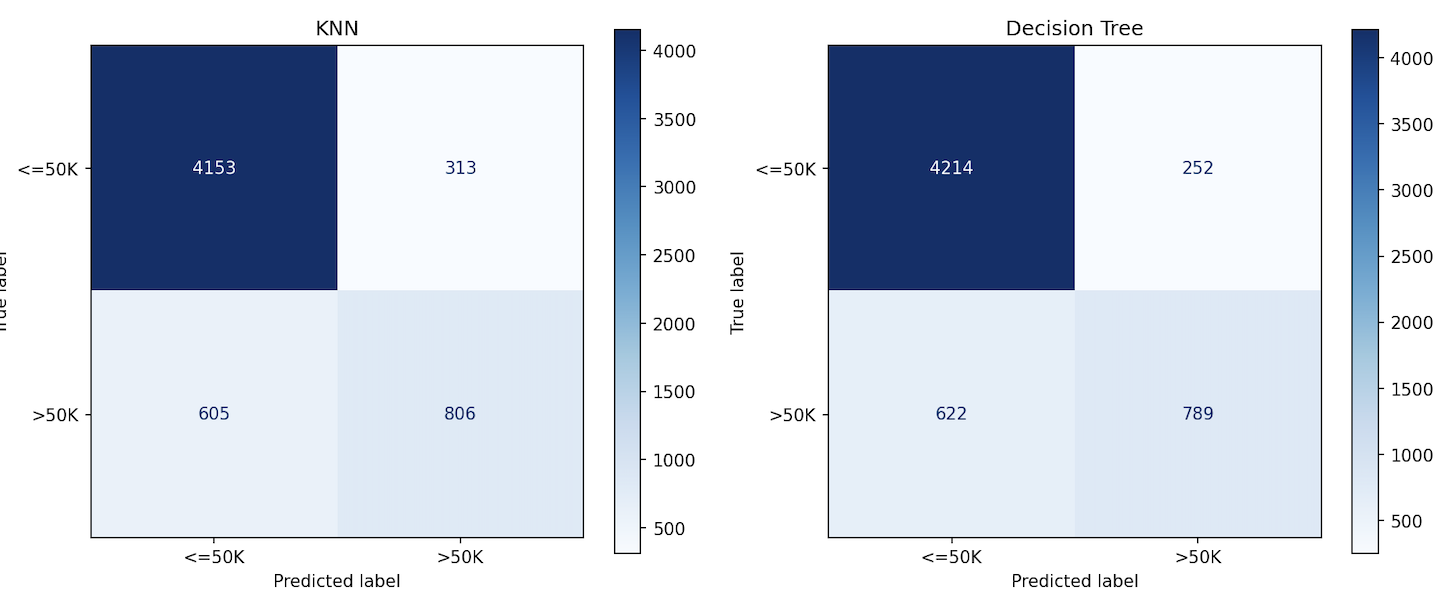 KNN
<=50K
>50K
True label
4153
313
605
806
<=50K
>50K
Predicted label
4000
3500
3000
2500
2000
1500
1000
500
Decision Tree
<=50K
>50K
True label
4214
252
622
789
<=50K
>50K
Predicted label
4000
3500
3000
2500
2000
1500
1000
500